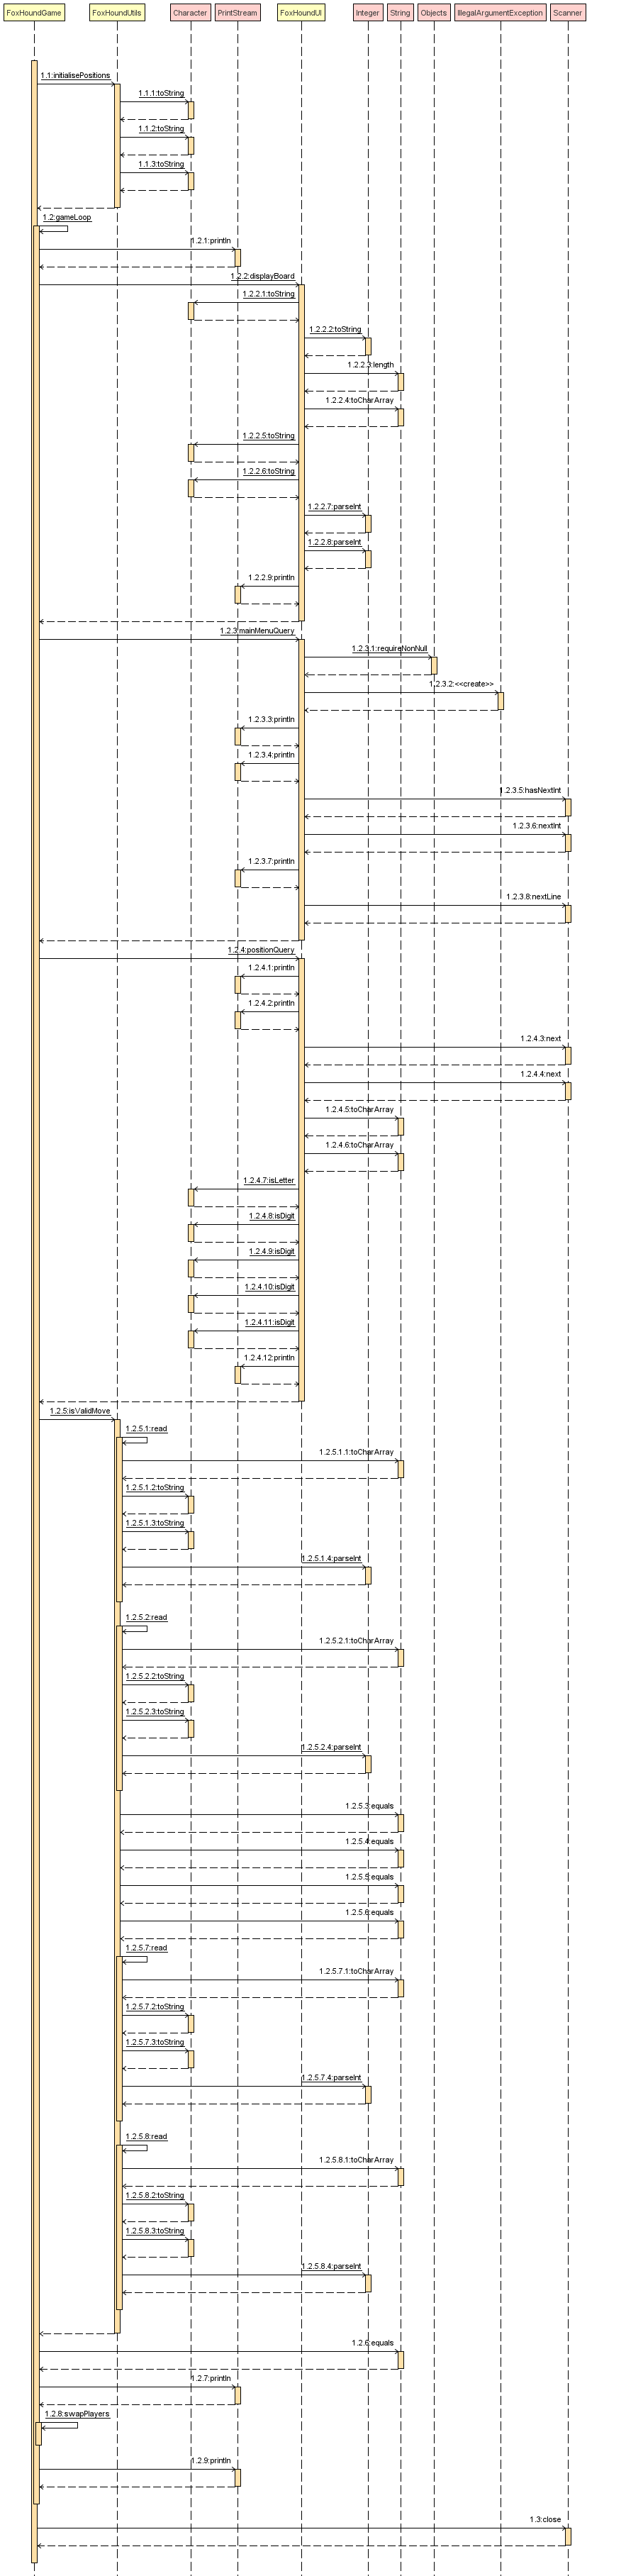 FoxHoundGame FoxHoundUtils Character PrintStream FoxHoundUI Integer String Objects IllegalArgumentException Scanner
1.1:initialisePositions
1.1.1:toString
1.1.2:toString
1.1.3:toString
1.2:gameLoop
1.2.1:println
1.2.2:displayBoard
1.2.2.1:toString
1.2.2.2:toString
1.2.2.3:length
1.2.2.4:toCharArray
1.2.2.5:toString
1.2.2.6:toString
1.2.2.7:parseInt
1.2.2.8:parseInt
1.2.2.9:println
1.2.3:mainMenuQuery
1.2.3.1:requireNonNull
1.2.3.2:<<create>>
1.2.3.3:println
1.2.3.4:println
1.2.3.5:hasNextInt
1.2.3.6:nextInt
1.2.3.7:println
1.2.3.8:nextLine
1.2.4:positionQuery
1.2.4.1:println
1.2.4.2:println
1.2.4.3:next
1.2.4.4:next
1.2.4.5:toCharArray
1.2.4.6:toCharArray
1.2.4.7:isLetter
1.2.4.8:isDigit
1.2.4.9:isDigit
1.2.4.10:isDigit
1.2.4.11:isDigit
1.2.4.12:println
1.2.5:isValidMove
1.2.5.1:read
1.2.5.1.1:toCharArray
1.2.5.1.2:toString
1.2.5.1.3:toString
1.2.5.1.4:parseInt
1.2.5.2:read
1.2.5.2.1:toCharArray
1.2.5.2.2:toString
1.2.5.2.3:toString
1.2.5.2.4:parseInt
1.2.5.3:equals
1.2.5.4:equals
1.2.5.5:equals
1.2.5.6:equals
1.2.5.7:read
1.2.5.7.1:toCharArray
1.2.5.7.2:toString
1.2.5.7.3:toString
1.2.5.7.4:parseInt
1.2.5.8:read
1.2.5.8.1:toCharArray
1.2.5.8.2:toString
1.2.5.8.3:toString
1.2.5.8.4:parseInt
1.2.6:equals
1.2.7:println
1.2.8:swapPlayers
1.2.9:println
1.3:close